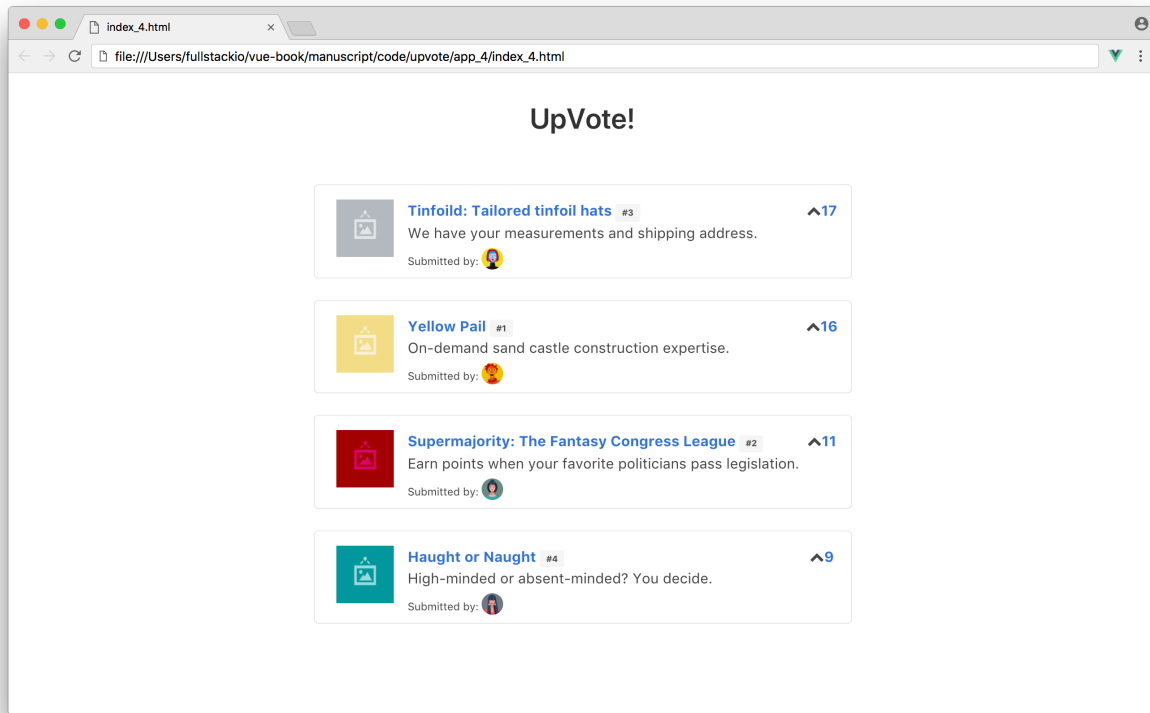 index_4.html
file:///Users/fullstackio/vue-book/manuscript/code/upvote/app_4/index_4.html
UpVote!
Tinfoild: Tailored tinfoil hats #3 17
We have your measurements and shipping address.
Submitted by:
Yellow Pail #1 16
On-demand sand castle construction expertise.
Submitted by:
Supermajority: The Fantasy Congress League #2 11
Earn points when your favorite politicians pass legislation.
Submitted by:
Haught or Naught #4 9
High-minded or absent-minded? You decide.
Submitted by: